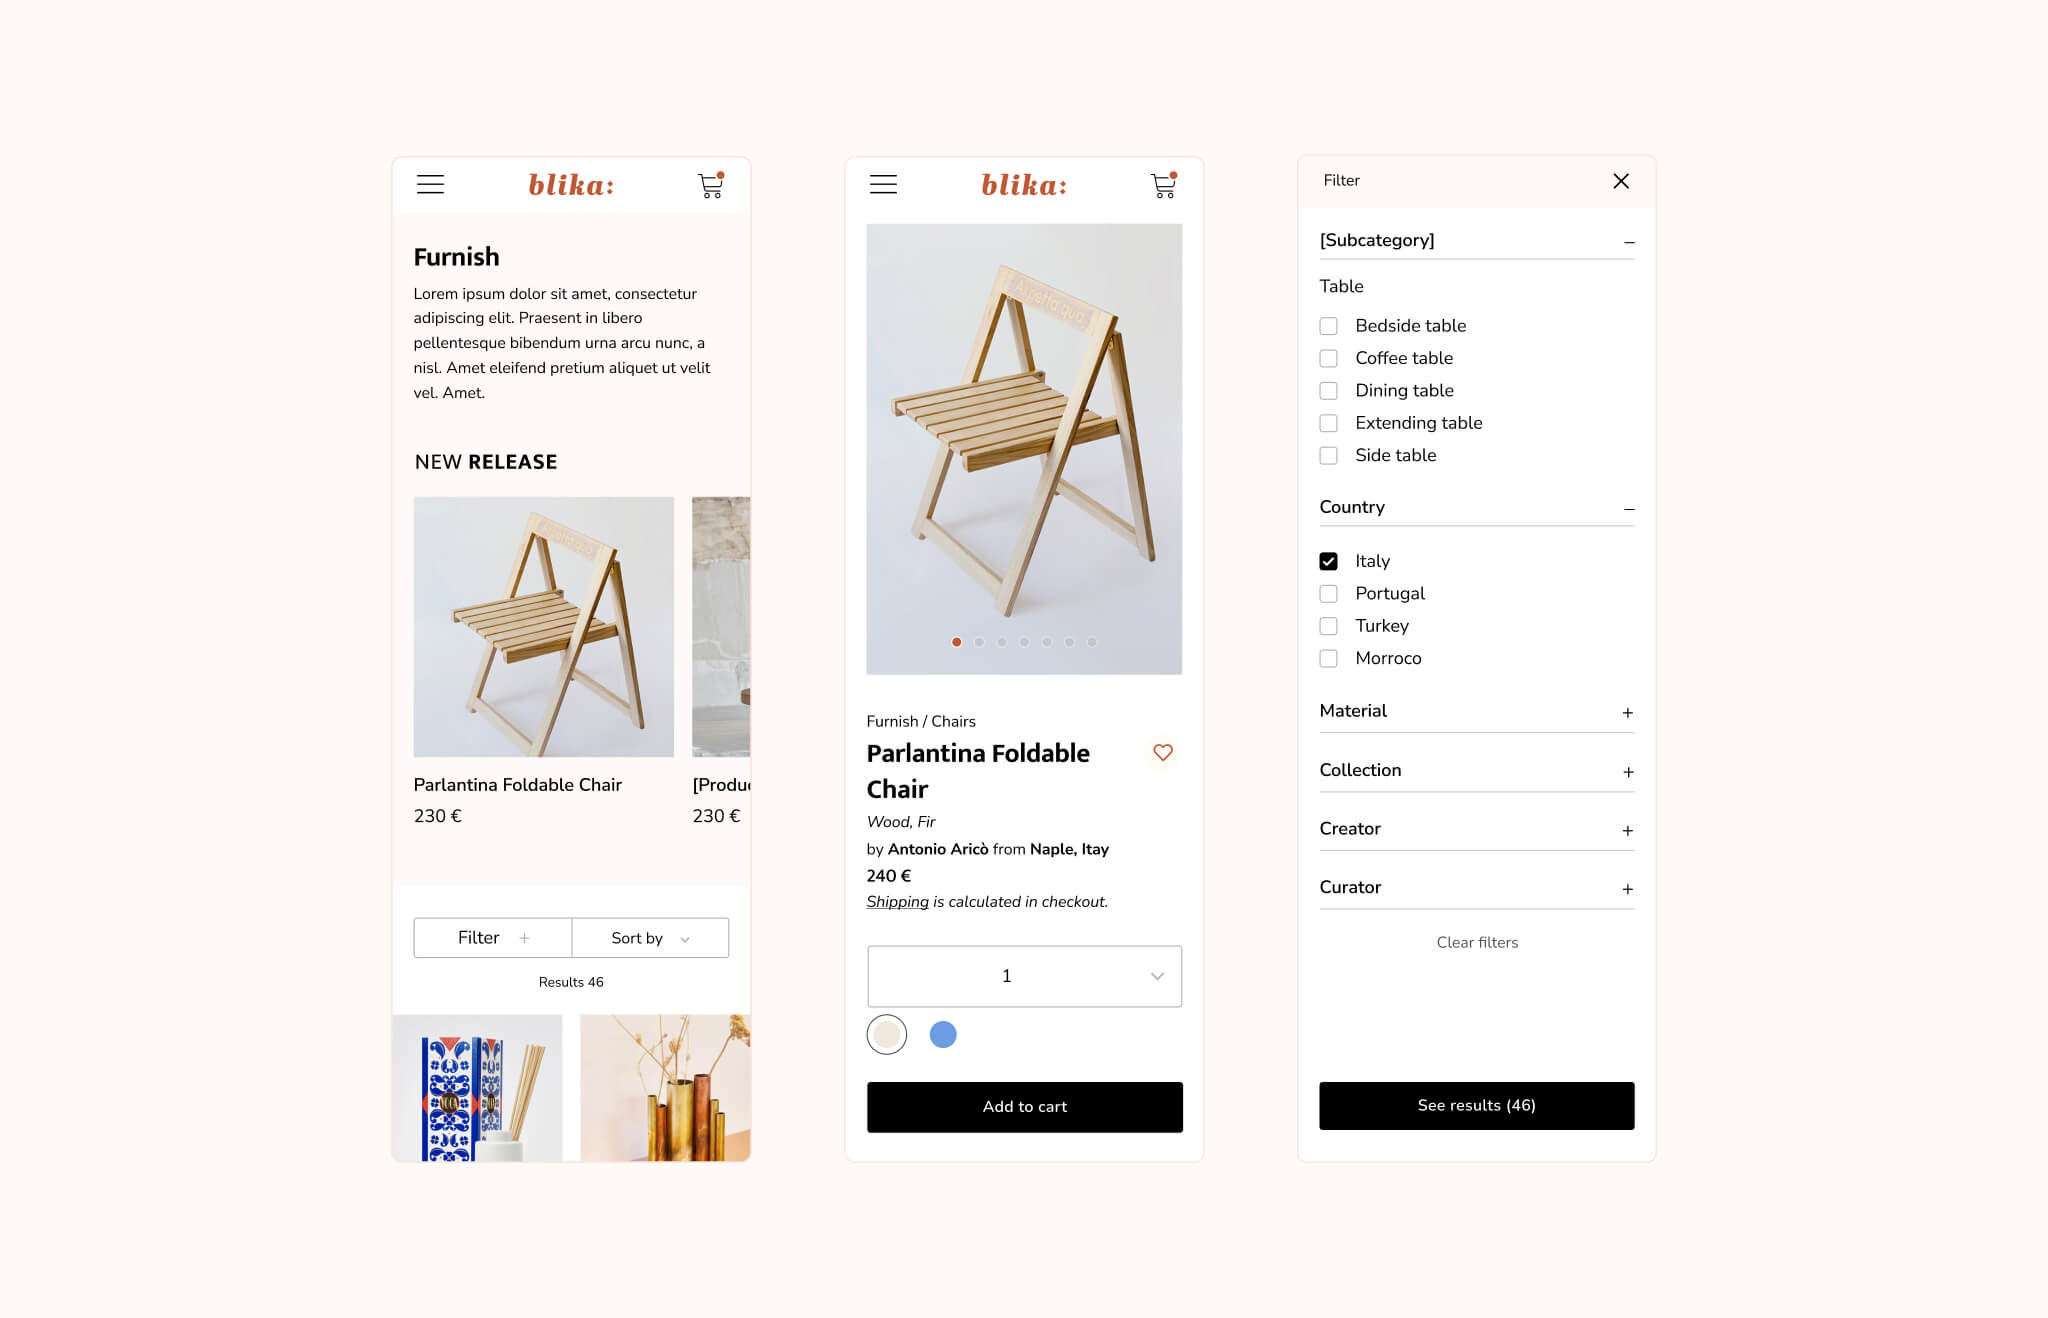 blika:
Furnish
Lorem ipsum dolor sit amet, consectetur
adipiscing elit. Praesent in libero
pellentesque bibendum urna arcu nunc, a
nisl. Amet eleifend pretium aliquet ut velit
vel. Amet.
NEW RELEASE
Parlantina Foldable Chair
230 €
[Produc
230 €
Filter +
Sort by
Results 46
blika:
Aspetta quo
Furnish / Chairs
Parlantina Foldable
Chair
Wood, Fir
by Antonio Aricò from Naple, Itay
240 €
Shipping is calculated in checkout.
1
Add to cart
Filter
[Subcategory] –
Table
Bedside table
Coffee table
Dining table
Extending table
Side table
Country –
Italy
Portugal
Turkey
Morroco
Material +
Collection +
Creator +
Curator +
Clear filters
See results (46)